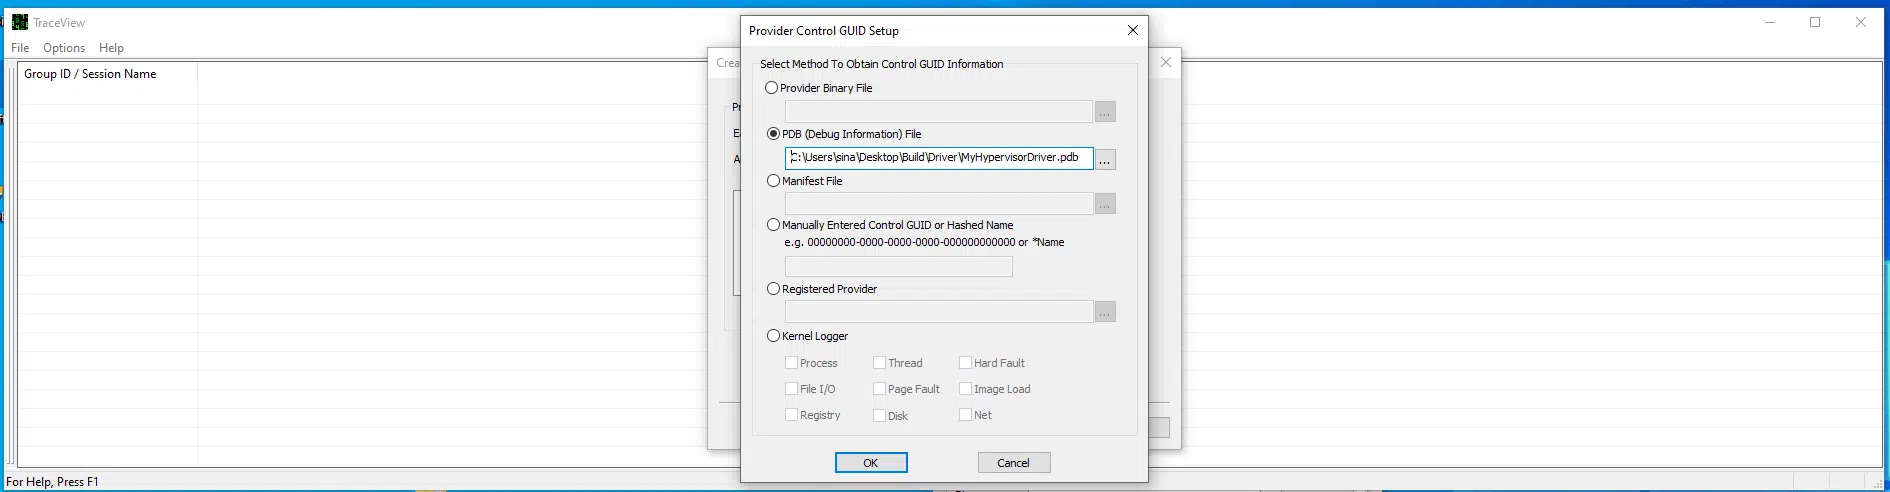 TraceView
File Options Help
Group ID / Session Name
Provider Control GUID Setup
Crea
Pr
E
A
Select Method To Obtain Control GUID Information
Provider Binary File
...
PDB (Debug Information) File
C:\Users\sina\Desktop\Build\Driver\MyHypervisorDriver.pdb
...
Manifest File
...
Manually Entered Control GUID or Hashed Name
e.g. 00000000-0000-0000-0000-000000000000 or *Name
Registered Provider
...
Kernel Logger
Process Thread Hard Fault
File I/O Page Fault Image Load
Registry Disk Net
OK Cancel
For Help, Press F1